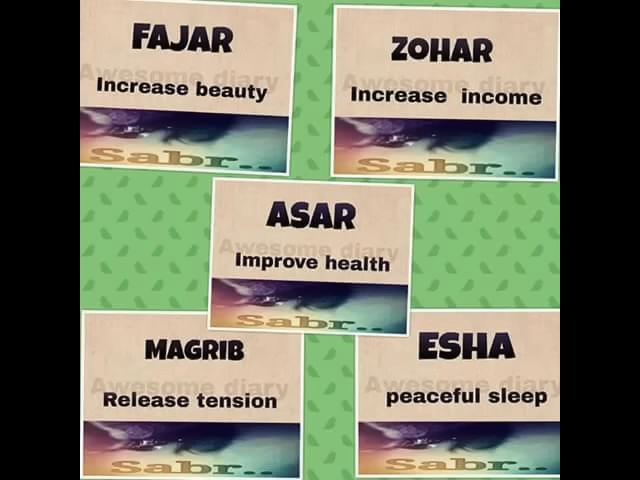 FAJAR
Awesome diary
Increase beauty
Sabr..
ZOHAR
Awesome diary
Increase income
Sabr..
ASAR
Awesome diary
Improve health
Sabr..
MAGRIB
Awesome diary
Release tension
Sabr..
ESHA
Awesome diary
peaceful sleep
Sabr..